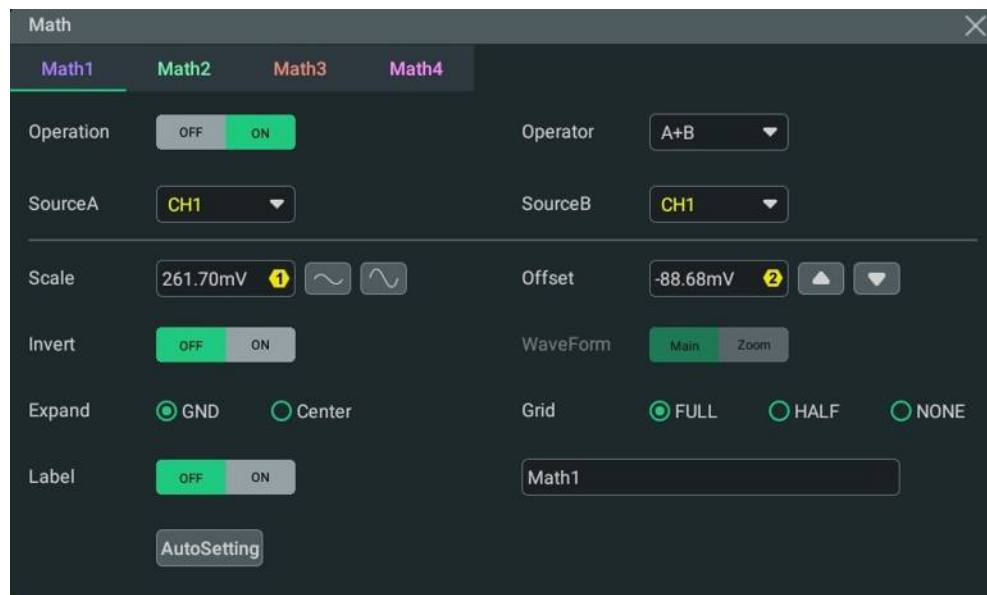 Math
Math1 Math2 Math3 Math4
Operation OFF ON Operator A+B
SourceA CH1 SourceB CH1
Scale 261.70mV 1 Offset -88.68mV 2
Invert OFF ON WaveForm Main Zoom
Expand GND Center Grid FULL HALF NONE
Label OFF ON Math1
AutoSetting